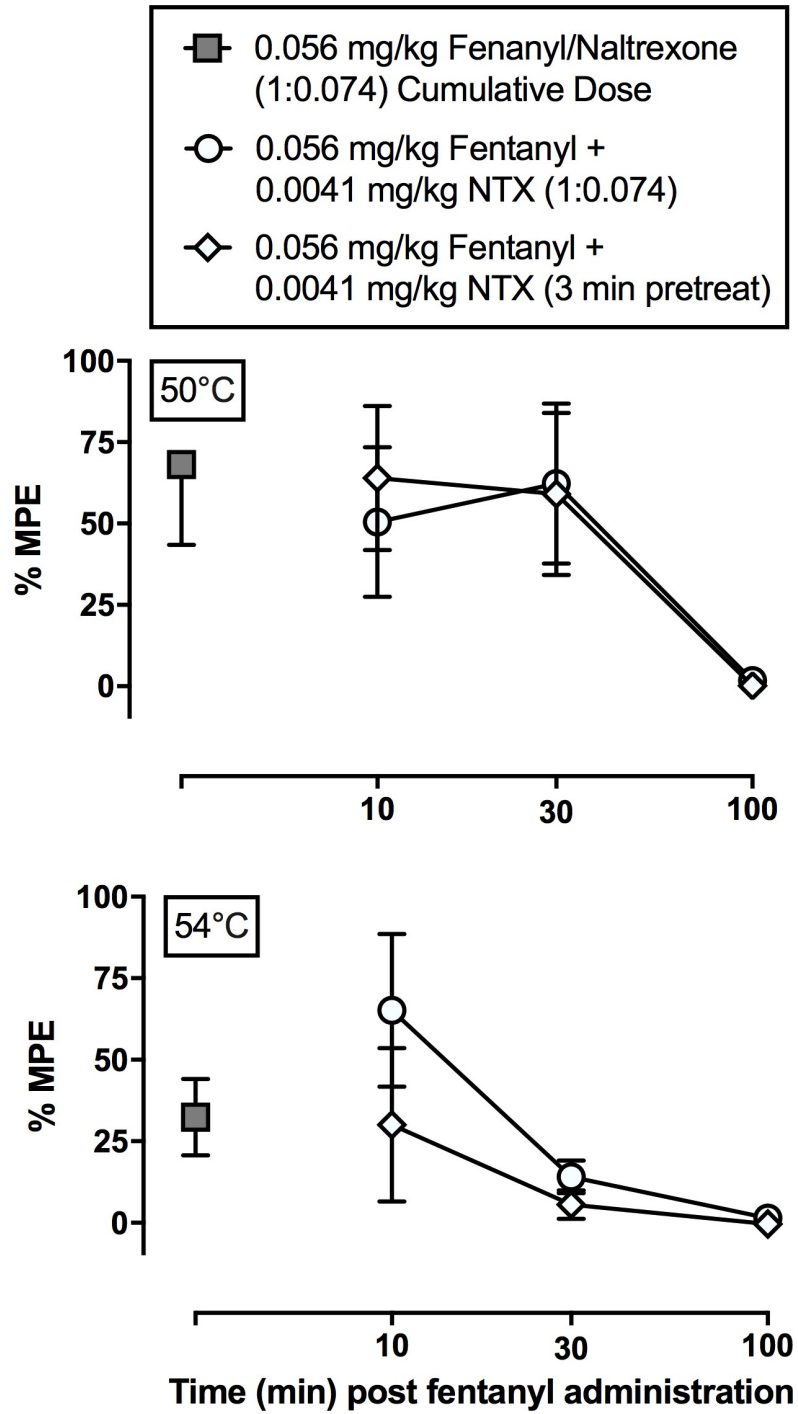 0.056 mg/kg Fenanyl/Naltrexone
(1:0.074) Cumulative Dose
0.056 mg/kg Fentanyl +
0.0041 mg/kg NTX (1:0.074)
0.056 mg/kg Fentanyl +
0.0041 mg/kg NTX (3 min pretreat)
100
75
50
25
0
% MPE
50°C
10
30
100
100
75
50
25
0
% MPE
54°C
10
30
100
Time (min) post fentanyl administration